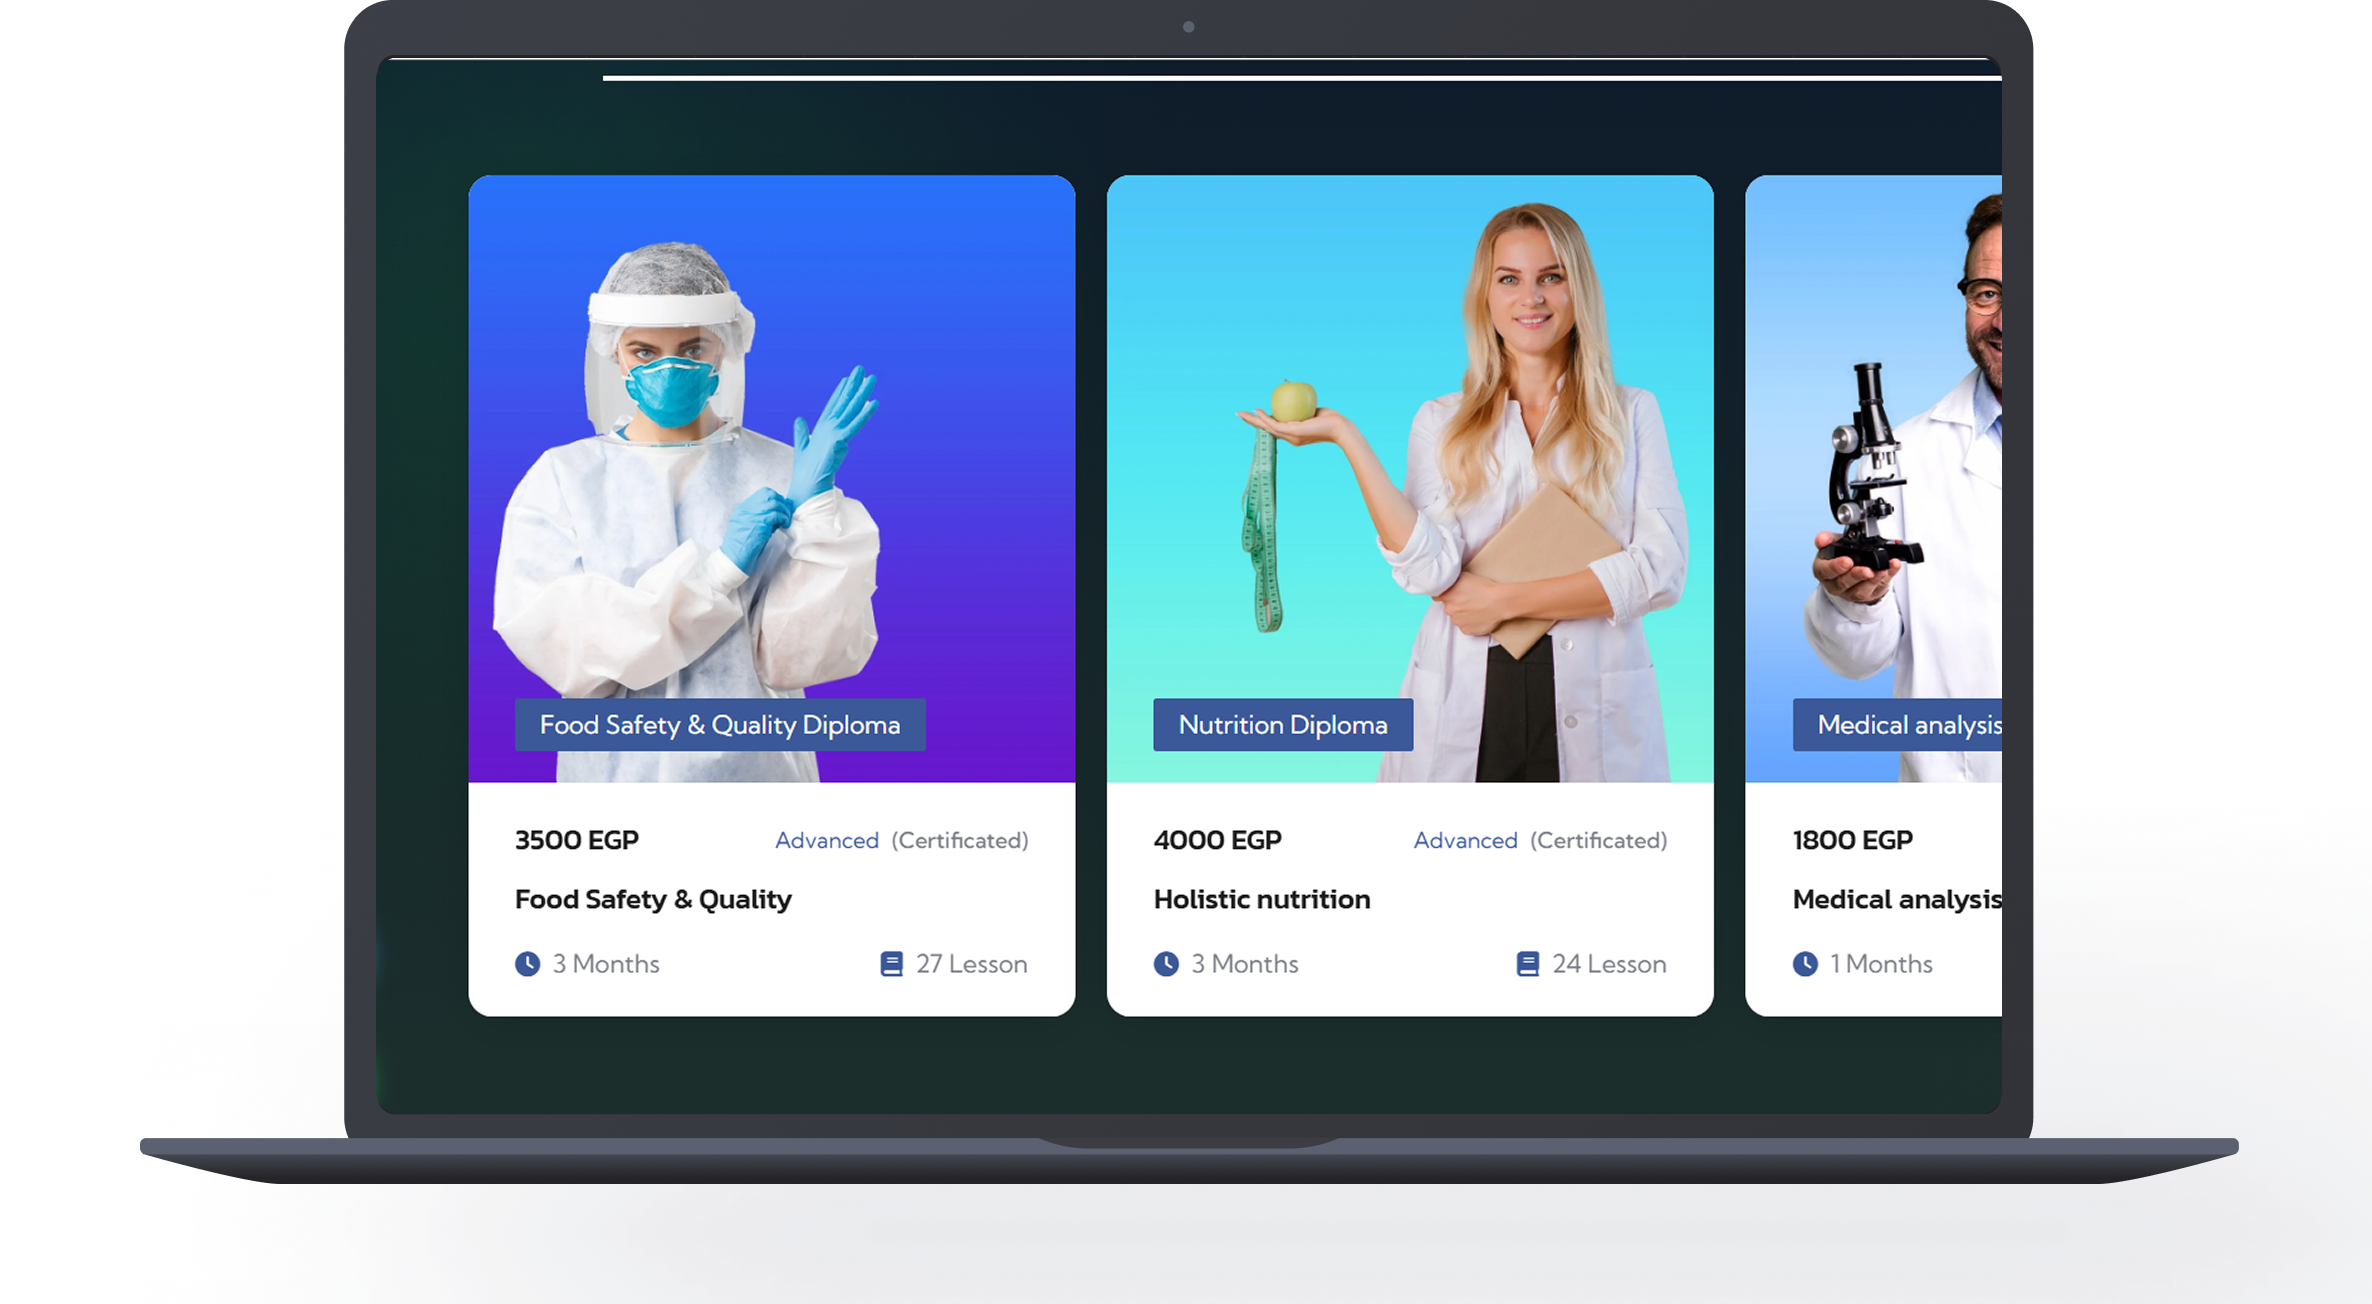 Food Safety & Quality Diploma
3500 EGP
Advanced (Certificated)
Food Safety & Quality
3 Months
27 Lesson
Nutrition Diploma
4000 EGP
Advanced (Certificated)
Holistic nutrition
3 Months
24 Lesson
Medical analysis
1800 EGP
Medical analysis
1 Months